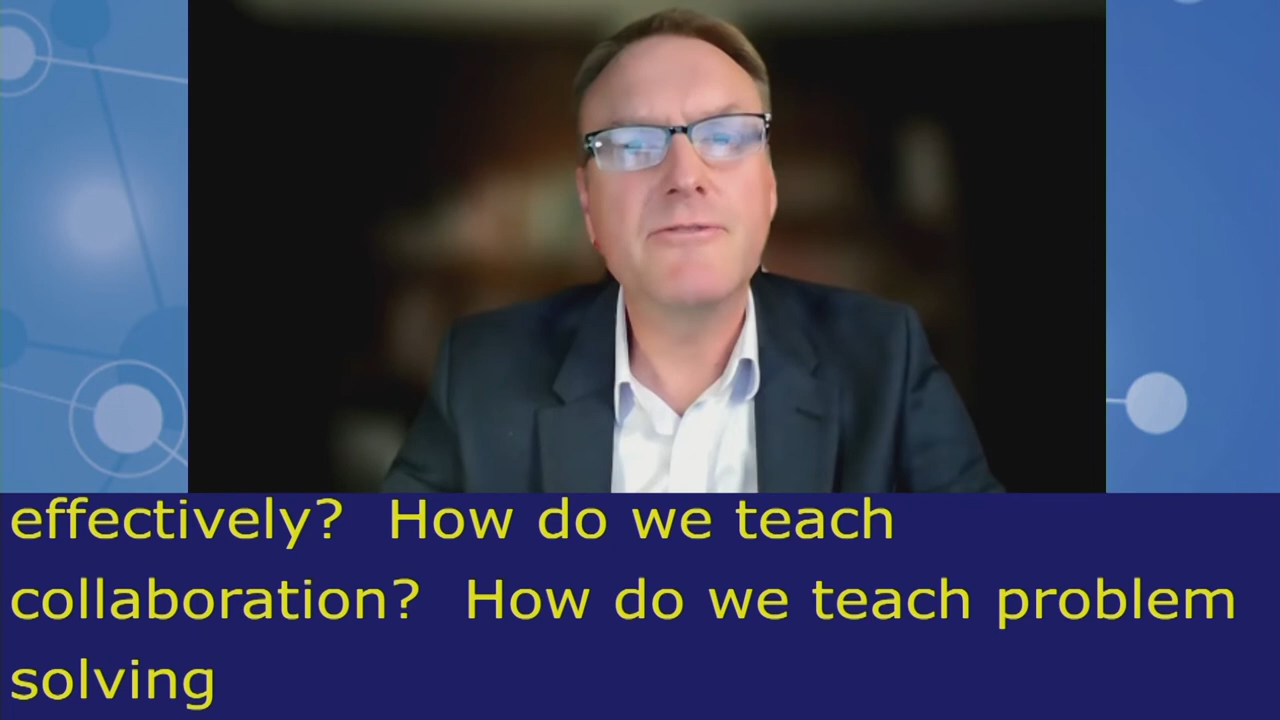 effectively?  How do we teach
collaboration?  How do we teach problem
solving